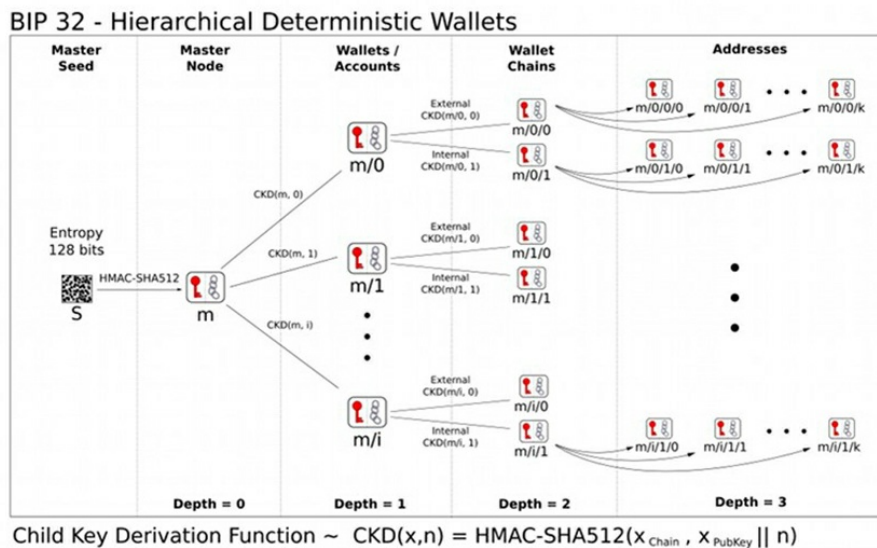 BIP 32 - Hierarchical Deterministic Wallets
Master Seed
Master Node
Wallets / Accounts
Wallet Chains
Addresses
Entropy
128 bits
S
HMAC-SHA512
m
CKD(m, 0)
CKD(m, 1)
CKD(m, i)
m/0
m/1
m/i
External
CKD(m/0, 0)
Internal
CKD(m/0, 1)
External
CKD(m/1, 0)
Internal
CKD(m/1, 1)
External
CKD(m/i, 0)
Internal
CKD(m/i, 1)
m/0/0
m/0/1
m/1/0
m/1/1
m/i/0
m/i/1
m/0/0/0 m/0/0/1 m/0/0/k
m/0/1/0 m/0/1/1 m/0/1/k
m/i/1/0 m/i/1/1 m/i/1/k
Depth = 0 Depth = 1 Depth = 2 Depth = 3
Child Key Derivation Function ~ CKD(x,n) = HMAC-SHA512(x Chain , x PubKey || n)